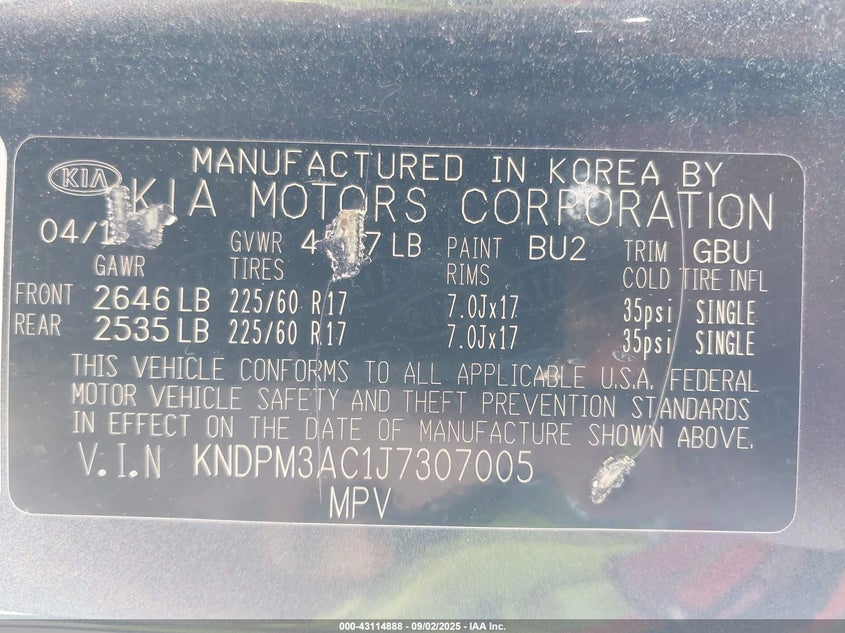 MANUFACTURED IN KOREA BY
KIA KIA MOTORS CORPORATION
GVWR LB PAINT BU2 TRIM GBU
GAWR TIRES RIMS COLD TIRE INFL
FRONT 2646 LB 225/60 R17 7.0Jx17 35psi SINGLE
REAR 2535 LB 225/60 R17 7.0Jx17 35psi SINGLE
THIS VEHICLE CONFORMS TO ALL APPLICABLE U.S.A. FEDERAL
MOTOR VEHICLE SAFETY AND THEFT PREVENTION STANDARDS
IN EFFECT ON THE DATE OF MANUFACTURE SHOWN ABOVE.
V.I.N KNDPM3AC1J7307005
MPV
000-43114888 - 09/02/2025 - IAA Inc.